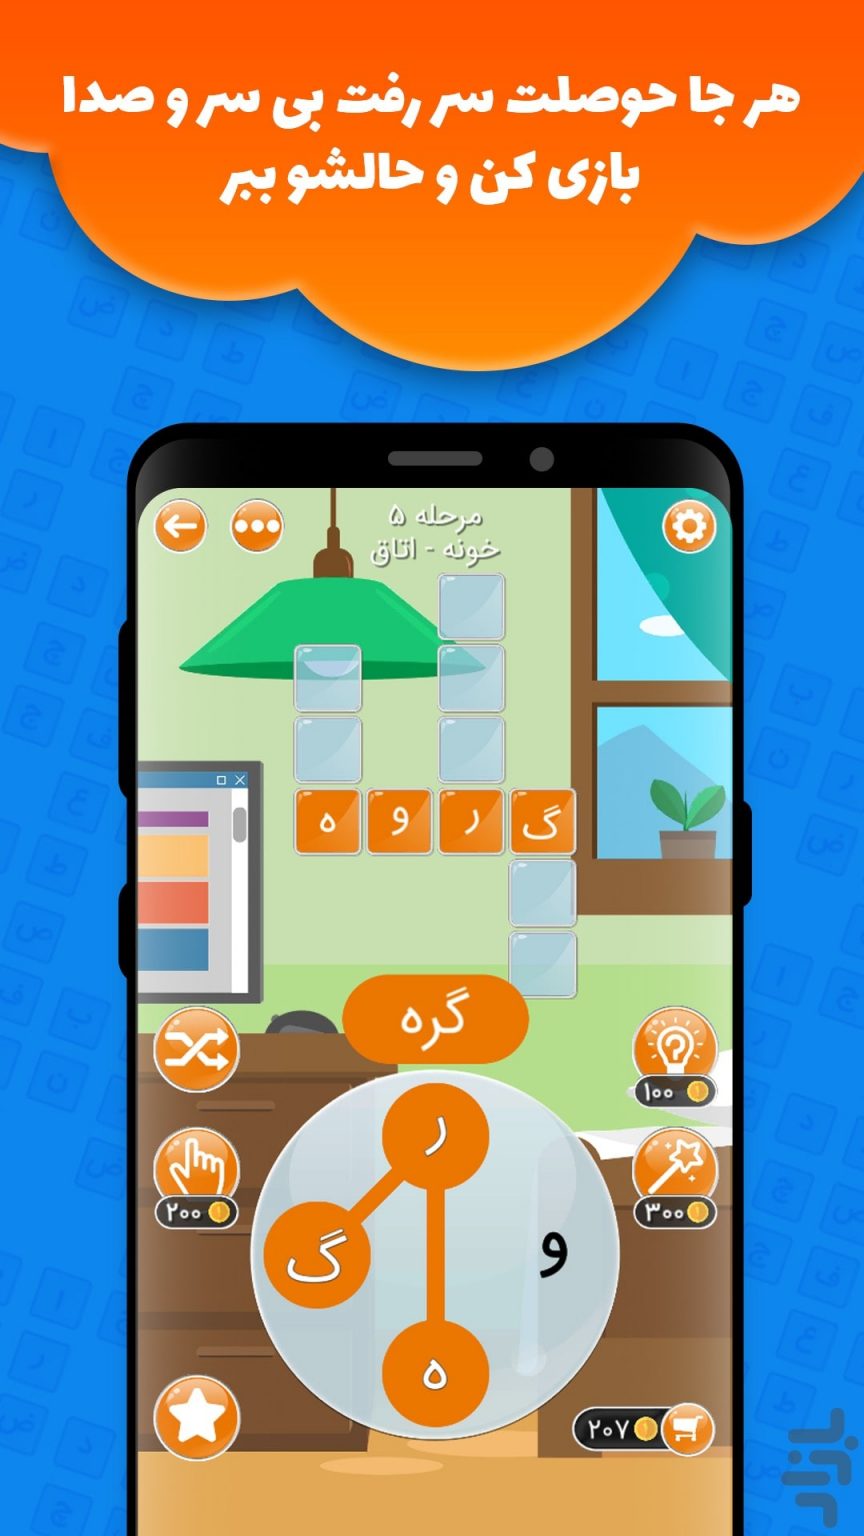 هر جا حوصلت سر رفت بی سر و صدا
بازی کن و حالشو ببر
مرحله ۵
خونه - اتاق
گ ر و ه
گره
۱۰۰
ر
۲۰۰
۳۰۰
گ
و
ه
۲۰۷
بازار